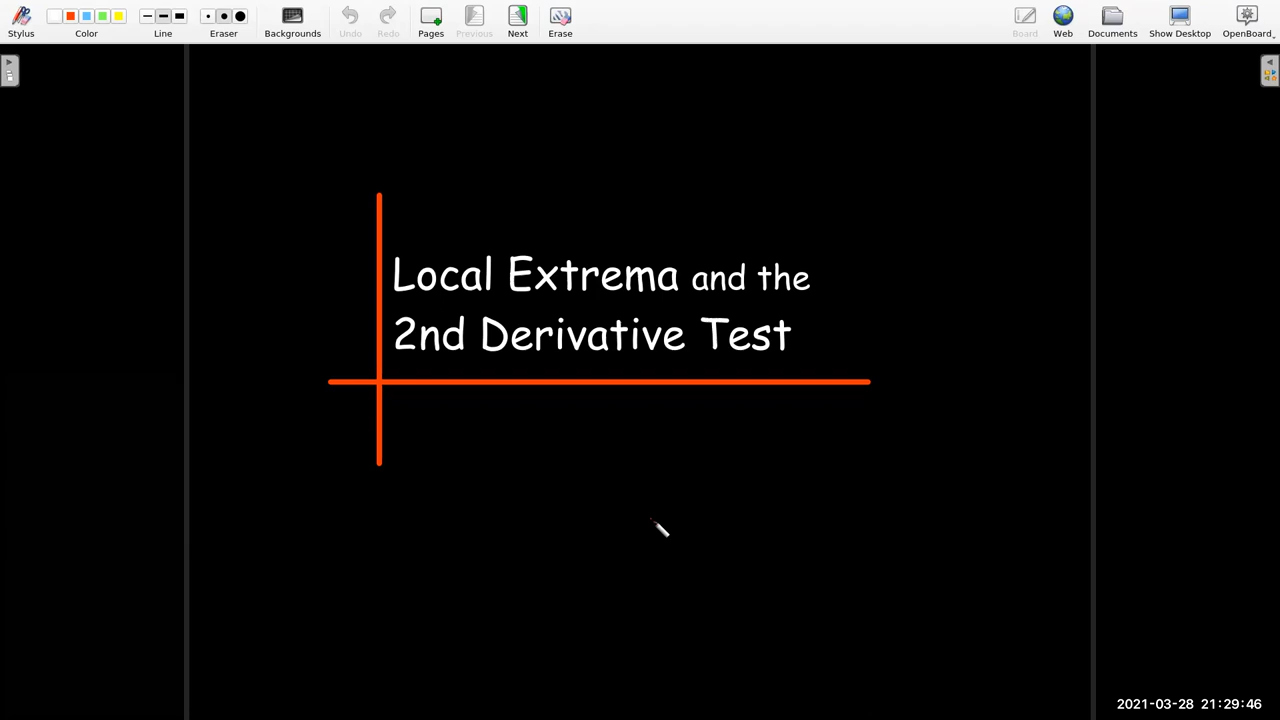 Stylus Color Line Eraser Backgrounds Undo Redo Pages Previous Next Erase Board Web Documents Show Desktop OpenBoard
Local Extrema and the
2nd Derivative Test
2021-03-28 21:29:46